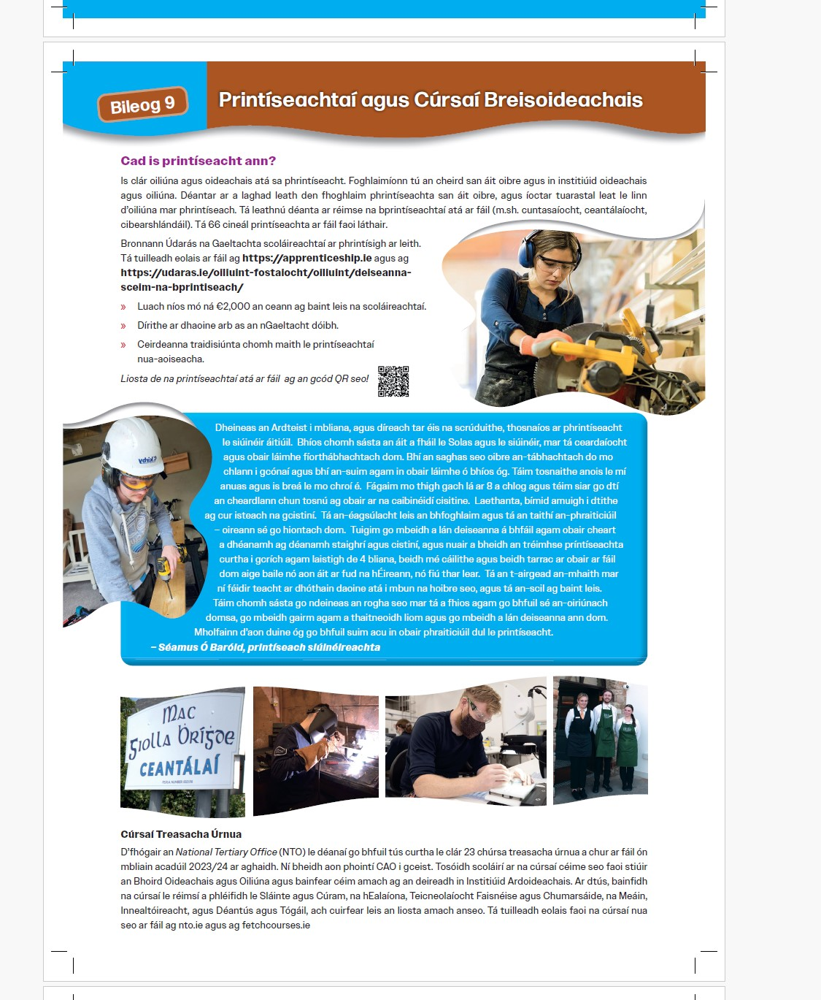 Bileog 9
Printíseachtaí agus Cúrsaí Breisoideachais
Cad is printíseacht ann?
Is clár oiliúna agus oideachais atá sa phrintíseacht. Foghlaimíonn tú an cheird san áit oibre agus in institiúid oideachais
agus oiliúna. Déantar ar a laghad leath den fhoghlaim phrintíseachta san áit oibre, agus íoctar tuarastal leat le linn
d'oiliúna mar phrintíseach. Tá leathnú déanta ar réimse na bprintíseachtaí atá ar fáil (m.sh. cuntasaíocht, ceantálaíocht,
cibearshlándáil). Tá 66 cineál printíseachta ar fáil faoi láthair.
Bronnann Údarás na Gaeltachta scoláireachtaí ar phrintísigh ar leith.
Tá tuilleadh eolais ar fáil ag https://apprenticeship.ie agus ag
https://udaras.ie/oiliuint-fostaiocht/oiliuint/deiseanna-
sceim-na-bprintiseach/
» Luach níos mó ná €2,000 an ceann ag baint leis na scoláireachtaí.
» Dírithe ar dhaoine arb as an nGaeltacht dóibh.
» Ceirdeanna traidisiúnta chomh maith le printíseachtaí
nua-aoiseacha.
Liosta de na printíseachtaí atá ar fáil ag an gcód QR seo!
Dheineas an Ardteist i mbliana, agus díreach tar éis na scrúduithe, thosnaíos ar phrintíseacht
le siúinéir áitiúil. Bhíos chomh sásta an áit a fháil le Solas agus le siúinéir, mar tá ceardaíocht
agus obair láimhe fíorthábhachtach dom. Bhí an saghas seo oibre an-tábhachtach do mo
chlann i gcónaí agus bhí an-suim agam in obair láimhe ó bhíos óg. Táim tosnaithe anois le mí
anuas agus is breá le mo chroí é. Fágaim mo thigh gach lá ar 8 a chlog agus téim siar go dtí
an cheardlann chun tosnú ag obair ar na caibinéidí cisitine. Laethanta, bímid amuigh i dtithe
ag cur isteach na gcistiní. Tá an-éagsúlacht leis an bhfoghlaim agus tá an taithí an-phraiticiúil
– oireann sé go hiontach dom. Tuigim go mbeidh a lán deiseanna á bhfáil agam obair cheart
a dhéanamh ag déanamh staighrí agus cistiní, agus nuair a bheidh an tréimhse príntíseachta
curtha i gcrích agam laistigh de 4 bliana, beidh mé cáilithe agus beidh tarrac ar obair ar fáil
dom aige baile nó aon áit ar fud na hÉireann, nó fiú thar lear. Tá an t-airgead an-mhaith mar
ní féidir teacht ar dhóthain daoine atá i mbun na hoibre seo, agus tá an-scil ag baint leis.
Táim chomh sásta go ndeineas an rogha seo mar tá a fhios agam go bhfuil sé an-oiriúnach
domsa, go mbeidh gairm agam a thaitneoidh liom agus go mbeidh a lán deiseanna ann dom.
Mholfainn d'aon duine óg go bhfuil suim acu in obair phraiticiúil dul le printíseacht.
– Séamus Ó Baróid, printíseach siúinéireachta
Mac
Giolla Bríġde
CEANTÁLAÍ
Cúrsaí Treasacha Úrnua
D'fhógair an National Tertiary Office (NTO) le déanaí go bhfuil tús curtha le clár 23 chúrsa treasacha úrnua a chur ar fáil ón
mbliain acadúil 2023/24 ar aghaidh. Ní bheidh aon phointí CAO i gceist. Tosóidh scoláirí ar na cúrsaí céime seo faoi stiúir
an Bhoird Oideachais agus Oiliúna agus bainfear céim amach ag an deireadh in Institiúid Ardoideachais. Ar dtús, bainfidh
na cúrsaí le réimsí a phléifidh le Sláinte agus Cúram, na hEalaíona, Teicneolaíocht Faisnéise agus Chumarsáide, na Meáin,
Innealtóireacht, agus Déantús agus Tógáil, ach cuirfear leis an liosta amach anseo. Tá tuilleadh eolais faoi na cúrsaí nua
seo ar fáil ag nto.ie agus ag fetchcourses.ie